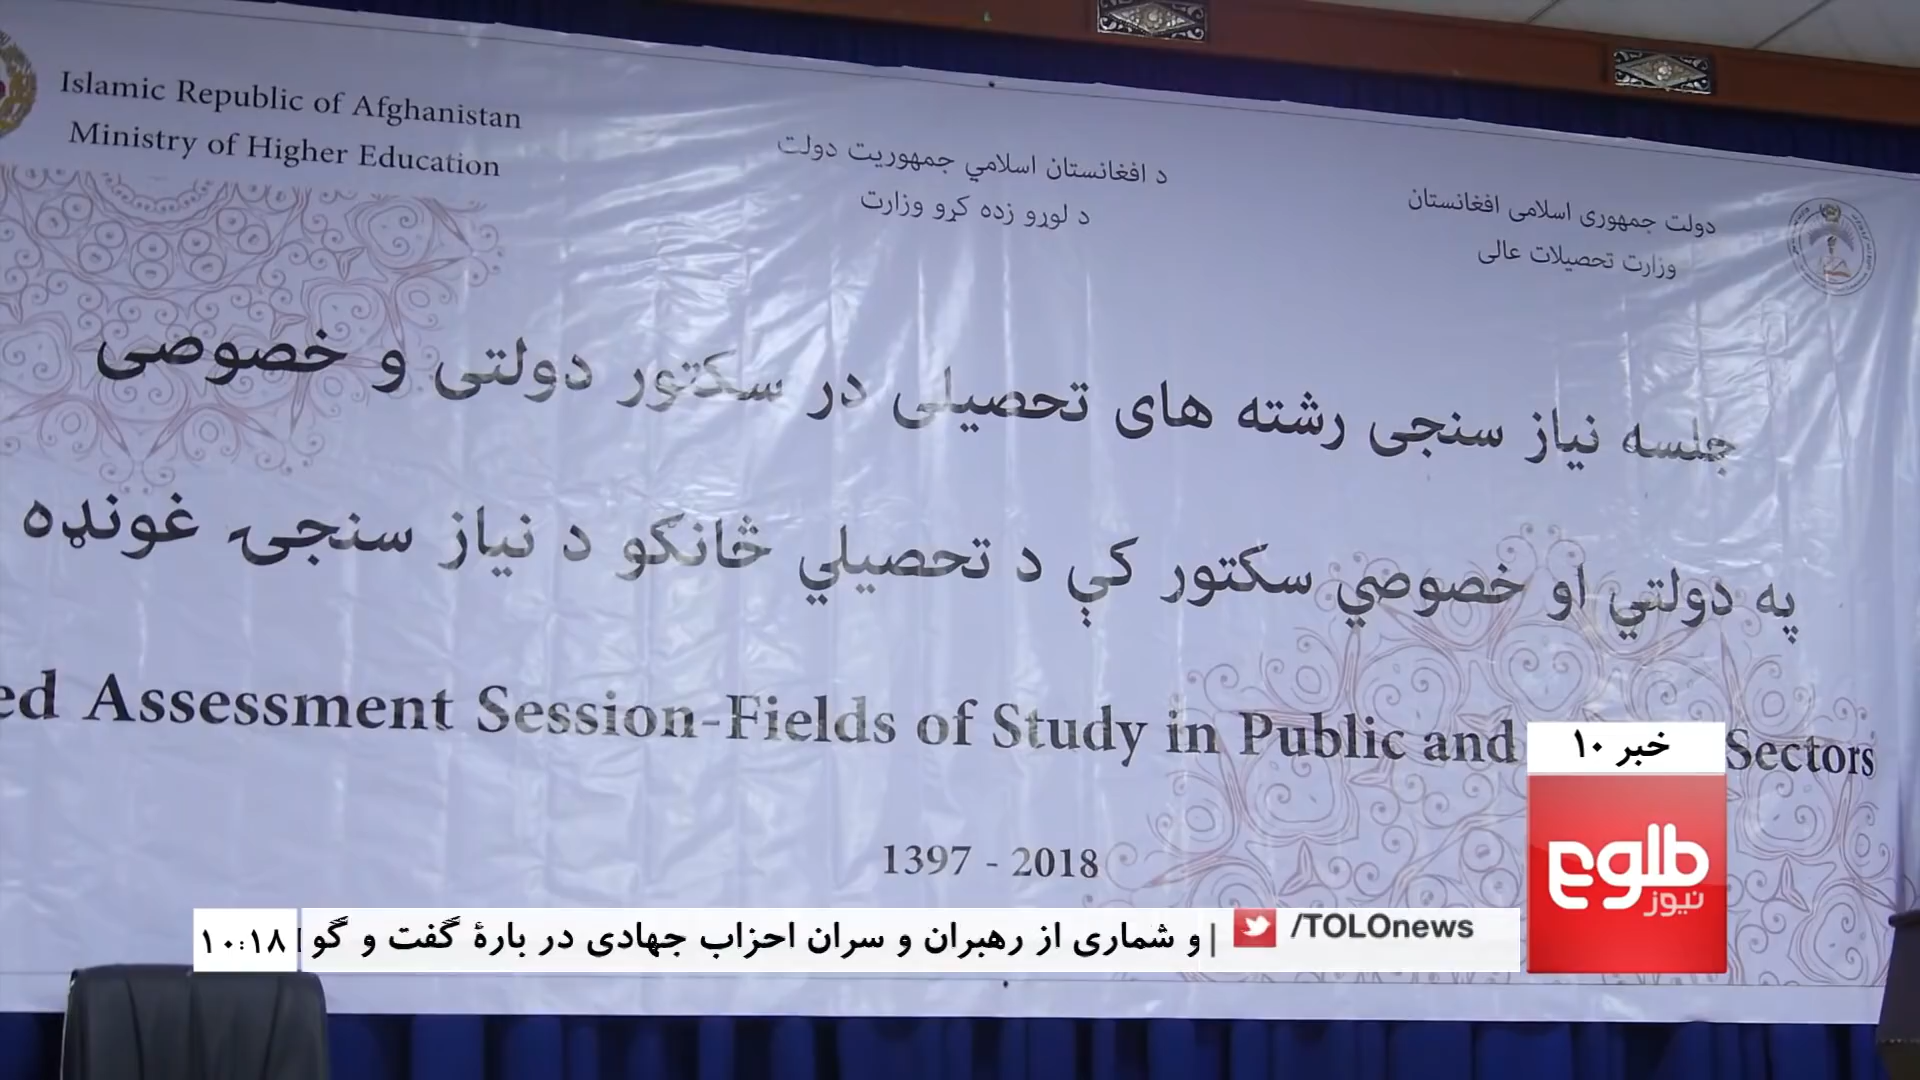 Islamic Republic of Afghanistan
Ministry of Higher Education
د افغانستان اسلامي جمهوریت دولت
د لوړو زده کړو وزارت
دولت جمهوری اسلامی افغانستان
وزارت تحصیلات عالی
جلسه نیاز سنجی رشته های تحصیلی در سکتور دولتی و خصوصی
په دولتي او خصوصي سکتور کې د تحصیلي څانګو د نیاز سنجۍ غونډه
ed Assessment Session-Fields of Study in Public and Sectors
1397 - 2018
خبر ۱۰
طلوع
نیوز
/TOLOnews
و شماری از رهبران و سران احزاب جهادی در بارهٔ گفت و گو
۱۰:۱۸